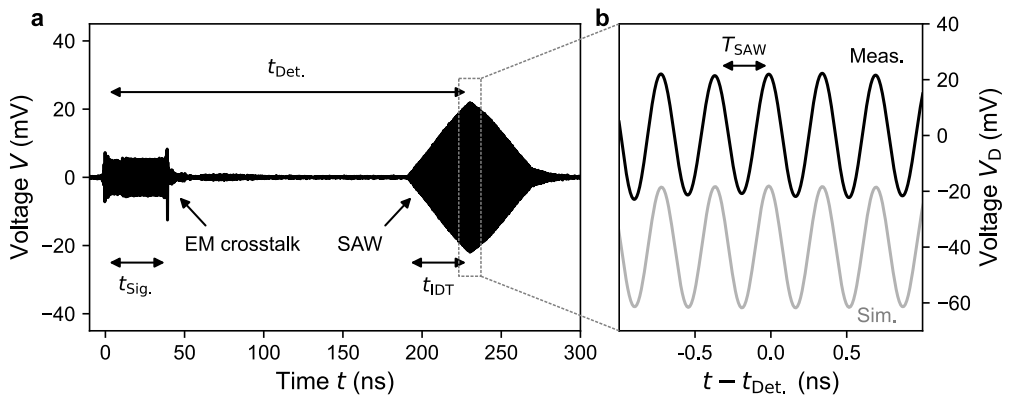 a
b
Voltage V (mV)
40
20
0
−20
−40
t_Det.
EM crosstalk
SAW
t_Sig.
t_IDT
0
50
100
150
200
250
300
Time t (ns)
T_SAW
Meas.
Sim.
40
20
0
−20
−40
−60
Voltage V_D (mV)
-0.5
0.0
0.5
t − t_Det. (ns)